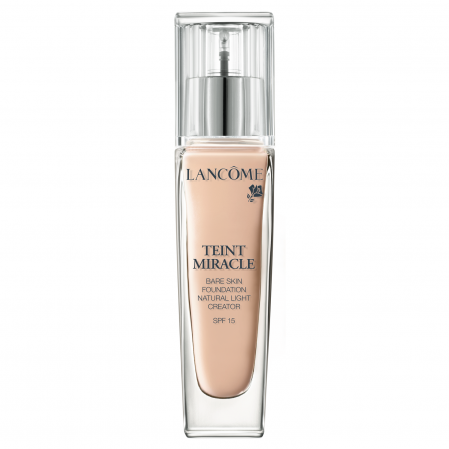 LANCÔME
TEINT
MIRACLE
BARE SKIN
FOUNDATION
NATURAL LIGHT
CREATOR
SPF 15